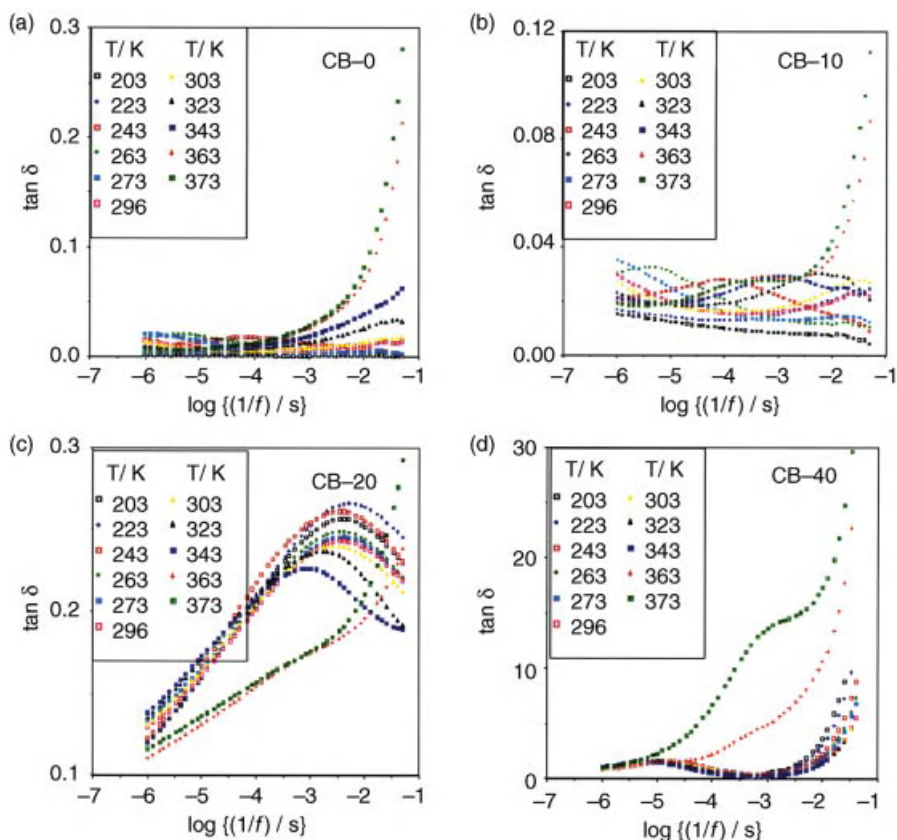 (a)
0.3
T/ K T/ K
CB–0
203 303
223 323
243 343
263 363
273 373
296
0.2
0.1
0.0
tan δ
–7 –6 –5 –4 –3 –2 –1
log {(1/f) / s}
(b)
0.12
T/ K T/ K
CB–10
203 303
223 323
243 343
263 363
273 373
296
0.08
0.04
0.00
tan δ
–7 –6 –5 –4 –3 –2 –1
log {(1/f) / s}
(c)
0.3
T/ K T/ K
CB–20
203 303
223 323
243 343
263 363
273 373
296
0.2
0.1
tan δ
–7 –6 –5 –4 –3 –2 –1
log {(1/f) / s}
(d)
30
T/ K T/ K
CB–40
203 303
223 323
243 343
263 363
273 373
296
20
10
0
tan δ
–7 –6 –5 –4 –3 –2 –1
log {(1/f) / s}